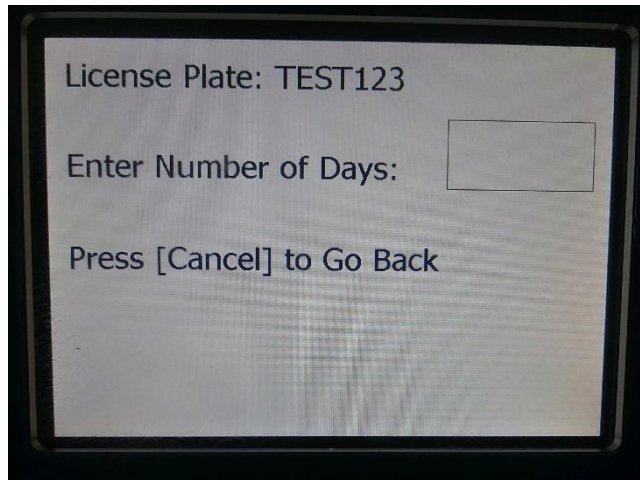 License Plate: TEST123
Enter Number of Days:
Press [Cancel] to Go Back